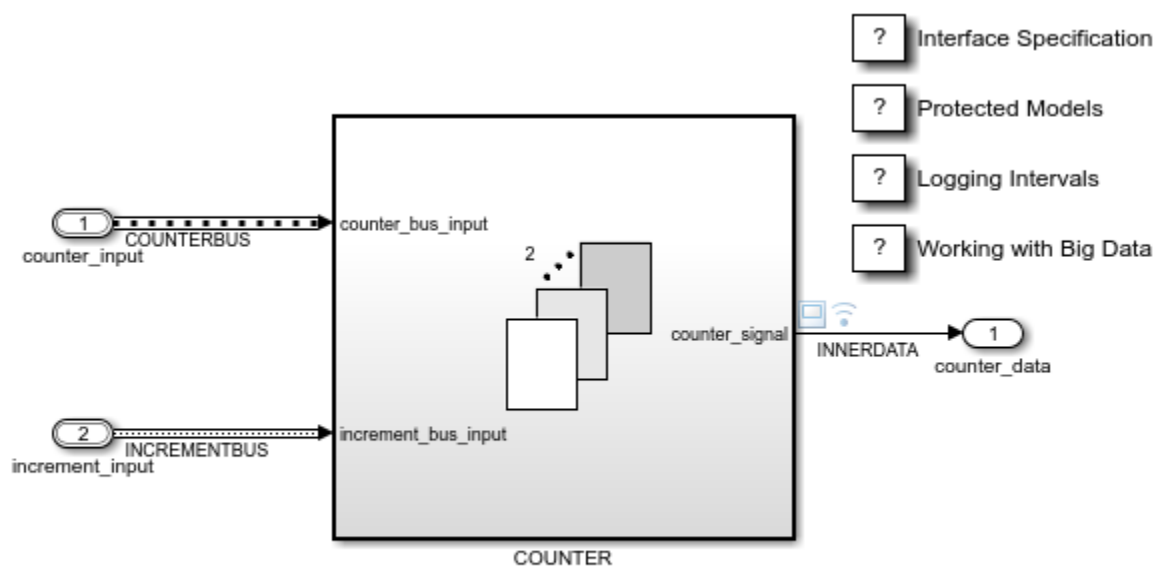 ? Interface Specification
? Protected Models
? Logging Intervals
? Working with Big Data
1
COUNTERBUS
counter_input
counter_bus_input
2
counter_signal
INNERDATA
1
counter_data
2
INCREMENTBUS
increment_input
increment_bus_input
COUNTER